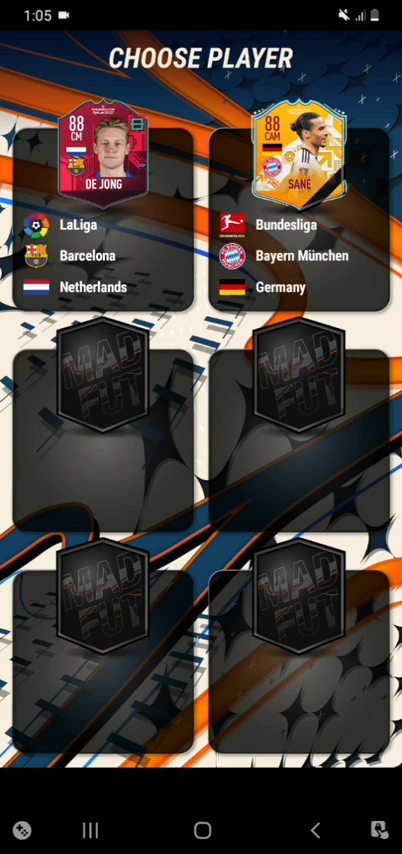 1:05
CHOOSE PLAYER
88
CM
DE JONG
88
CAM
SANÉ
LaLiga
Barcelona
Netherlands
Bundesliga
Bayern München
Germany
MAD
FUT
MAD
FUT
MAD
FUT
MAD
FUT